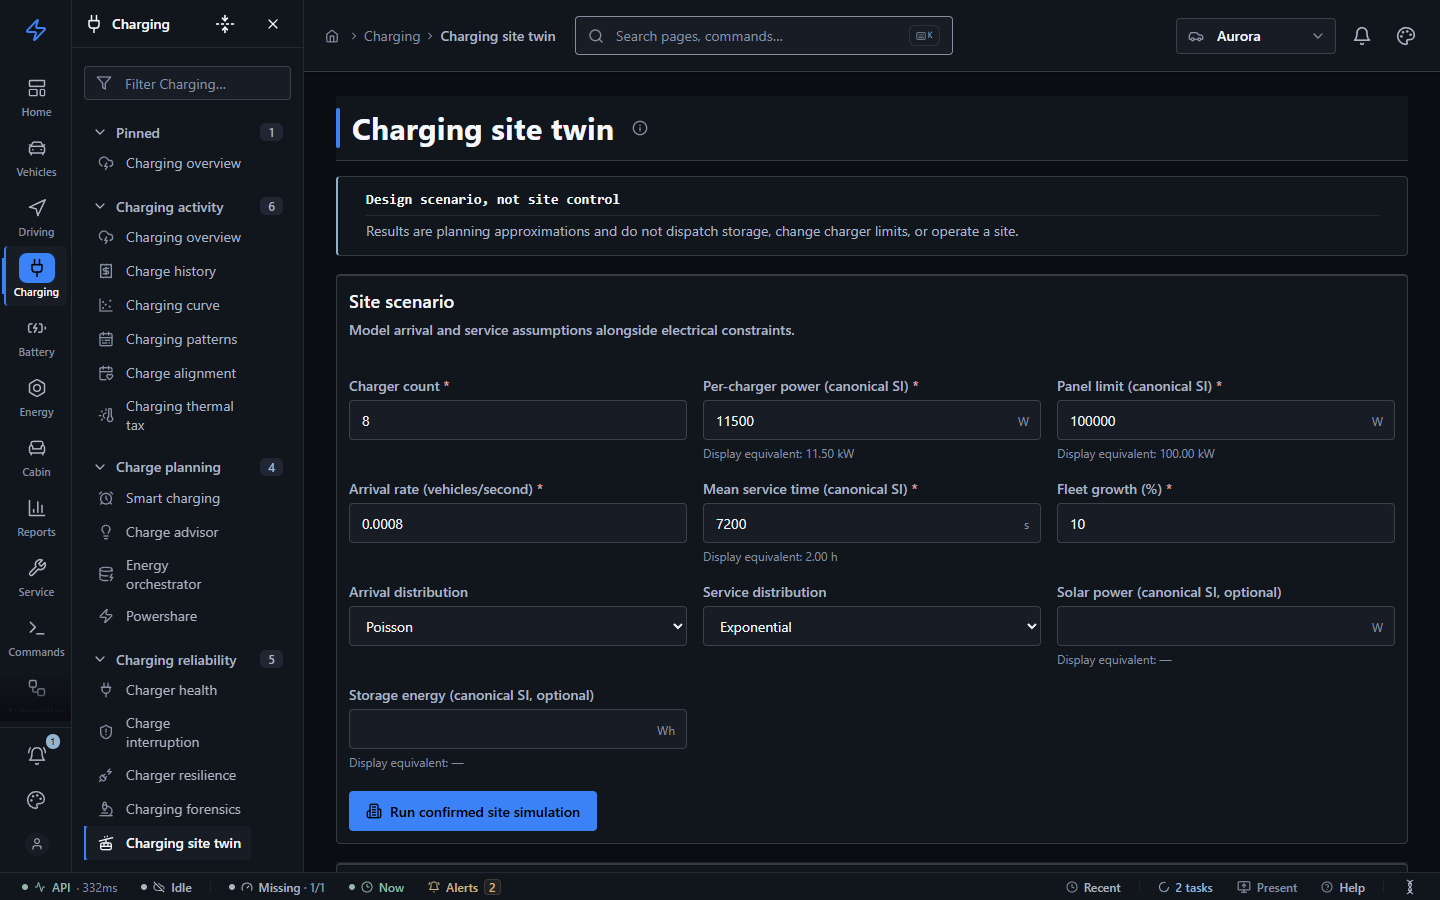 Charging
Charging
Charging site twin
Search pages, commands...
K
Aurora
Home
Vehicles
Driving
Charging
Battery
Energy
Cabin
Reports
Service
Commands
1
Filter Charging...
Pinned
1
Charging overview
Charging activity
6
Charging overview
Charge history
Charging curve
Charging patterns
Charge alignment
Charging thermal
tax
Charge planning
4
Smart charging
Charge advisor
Energy
orchestrator
Powershare
Charging reliability
5
Charger health
Charge
interruption
Charger resilience
Charging forensics
Charging site twin
Charging site twin
Design scenario, not site control
Results are planning approximations and do not dispatch storage, change charger limits, or operate a site.
Site scenario
Model arrival and service assumptions alongside electrical constraints.
Charger count *
8
Per-charger power (canonical SI) *
11500
W
Display equivalent: 11.50 kW
Panel limit (canonical SI) *
100000
W
Display equivalent: 100.00 kW
Arrival rate (vehicles/second) *
0.0008
Mean service time (canonical SI) *
7200
s
Display equivalent: 2.00 h
Fleet growth (%) *
10
Arrival distribution
Poisson
Service distribution
Exponential
Solar power (canonical SI, optional)
W
Display equivalent: —
Storage energy (canonical SI, optional)
Wh
Display equivalent: —
Run confirmed site simulation
API · 332ms
Idle
Missing · 1/1
Now
Alerts 2
Recent
2 tasks
Present
Help